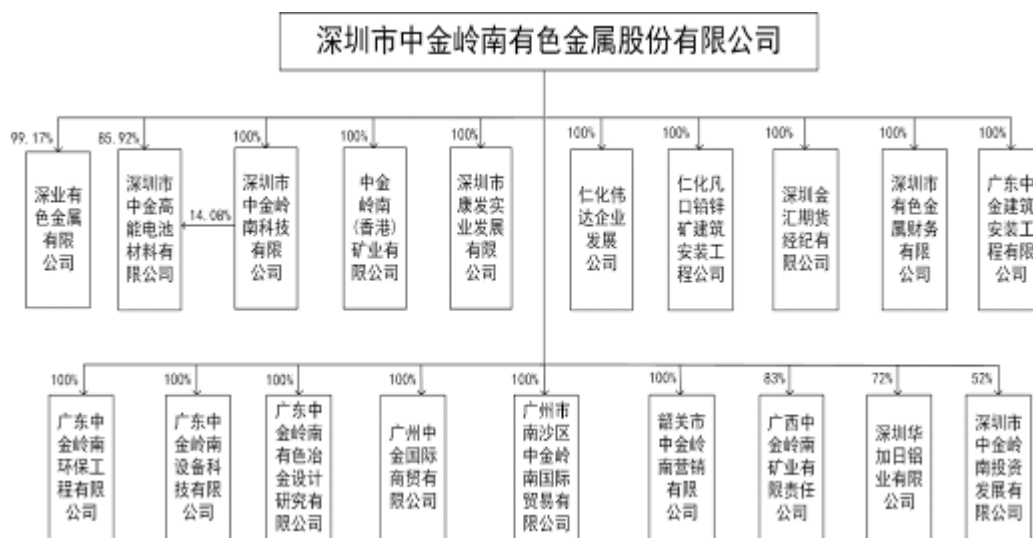 深圳市中金岭南有色金属股份有限公司
99.17%
85.92%
100%
100%
100%
100%
100%
100%
100%
100%
深业有
色金属
有限
公司
深圳市
中金高
能电池
材料有
限公司
14.08%
深圳市
中金岭
南科技
有限
公司
中金
岭南
(香港)
矿业有
限公司
深圳市
康发实
业发展
有限
公司
仁化伟
达企业
发展
公司
仁化凡
口铅锌
矿建筑
安装工
程公司
深圳金
汇期货
经纪有
限公司
深圳市
有色金
属财务
有限
公司
广东中
金建筑
安装工
程有限
公司
100%
100%
100%
100%
100%
100%
83%
72%
52%
广东中
金岭南
环保工
程有限
公司
广东中
金岭南
设备科
技有限
公司
广东中
金岭南
有色冶
金设计
研究有
限公司
广州中
金国际
商贸有
限公司
广州市
南沙区
中金岭
南国际
贸易有
限公司
韶关市
中金岭
南营销
有限
公司
广西中
金岭南
矿业有
限责任
公司
深圳华
加日铝
业有限
公司
深圳市
中金岭
南投资
发展有
限公司